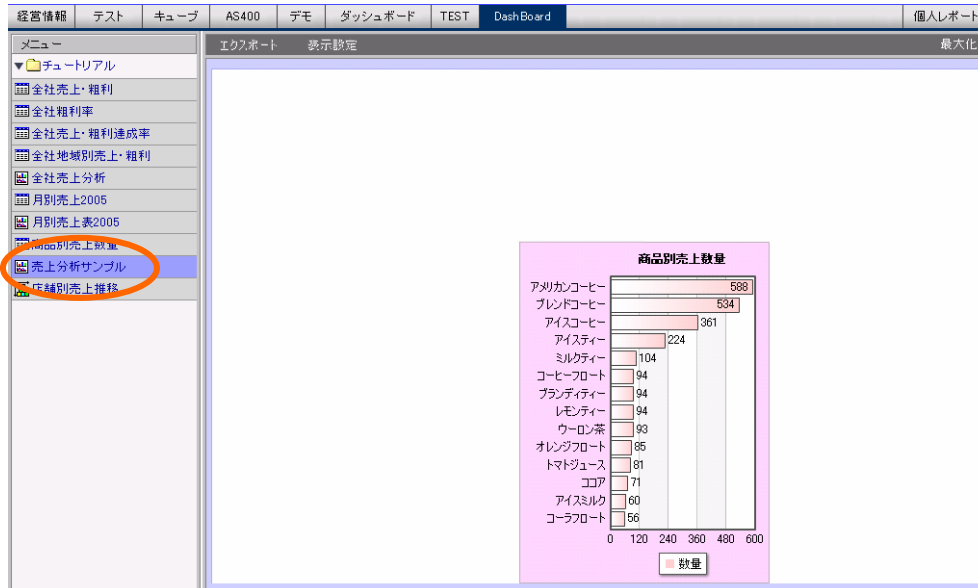 経営情報 テスト キューブ AS400 デモ ダッシュボード TEST DashBoard 個人レポート
メニュー
エクスポート 表示設定 最大化
▼チュートリアル
全社売上・粗利
全社粗利率
全社売上・粗利達成率
全社地域別売上・粗利
全社売上分析
月別売上2005
月別売上表2005
商品別売上数量
売上分析サンプル
店舗別売上推移
商品別売上数量
アメリカンコーヒー 588
ブレンドコーヒー 534
アイスコーヒー 361
アイスティー 224
ミルクティー 104
コーヒーフロート 94
ブランディティー 94
レモンティー 94
ウーロン茶 93
オレンジフロート 85
トマトジュース 81
ココア 71
アイスミルク 60
コーラフロート 56
0 120 240 360 480 600
数量